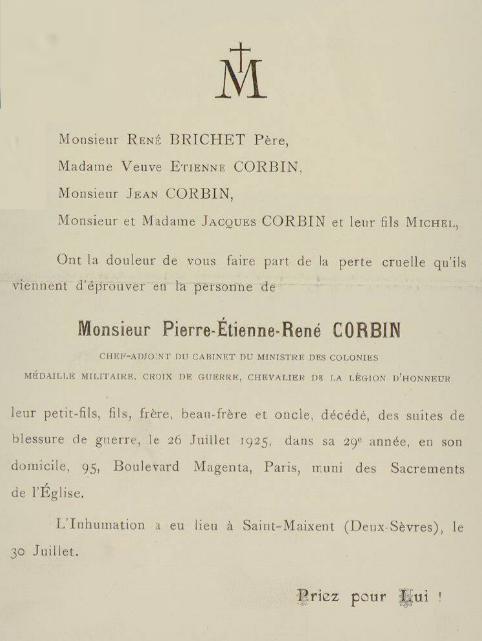 M
Monsieur RENÉ BRICHET Père,
Madame Veuve ETIENNE CORBIN,
Monsieur JEAN CORBIN,
Monsieur et Madame JACQUES CORBIN et leur fils MICHEL,
Ont la douleur de vous faire part de la perte cruelle qu'ils
viennent d'éprouver en la personne de
Monsieur Pierre-Étienne-René CORBIN
CHEF-ADJOINT DU CABINET DU MINISTRE DES COLONIES
MÉDAILLE MILITAIRE, CROIX DE GUERRE, CHEVALIER DE LA LÉGION D'HONNEUR
leur petit-fils, fils, frère, beau-frère et oncle, décédé, des suites de
blessure de guerre, le 26 Juillet 1925, dans sa 29e année, en son
domicile, 95, Boulevard Magenta, Paris, muni des Sacrements
de l'Église.
L'Inhumation a eu lieu à Saint-Maixent (Deux-Sèvres), le
30 Juillet.
Priez pour Lui !